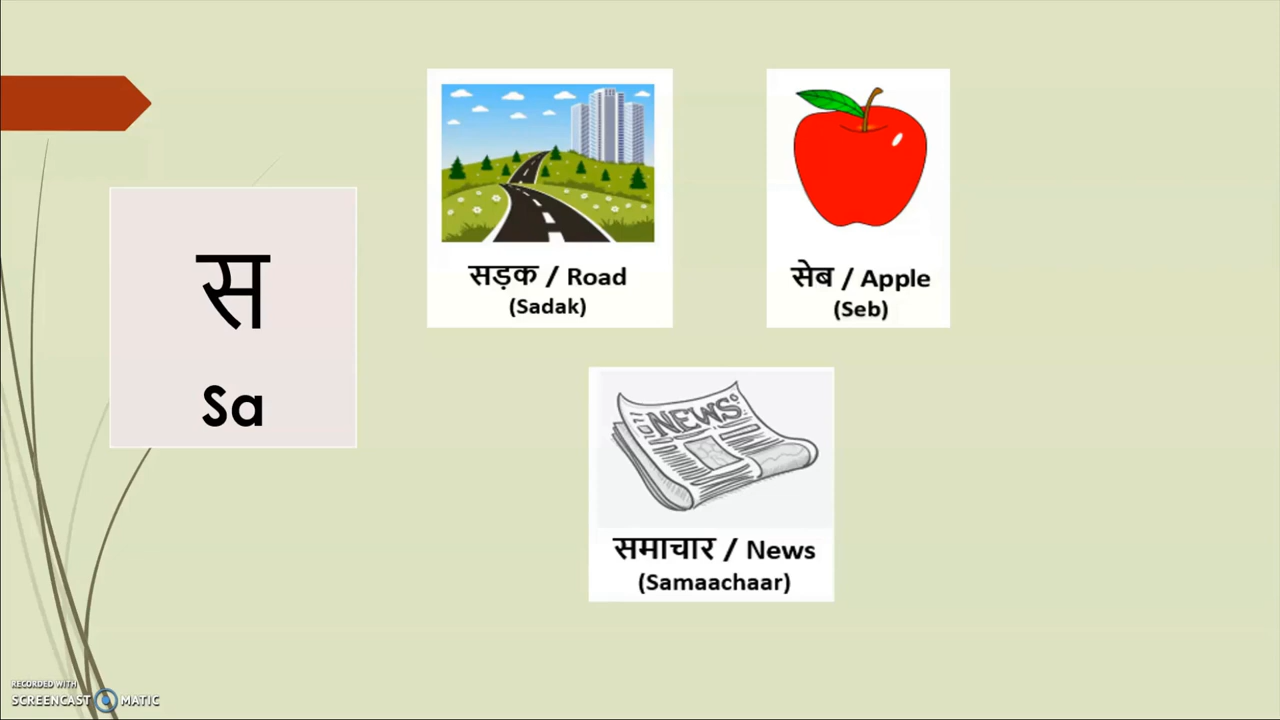 स
Sa
सड़क / Road
(Sadak)
सेब / Apple
(Seb)
NEWS
समाचार / News
(Samaachaar)
RECORDED WITH
SCREENCAST MATIC